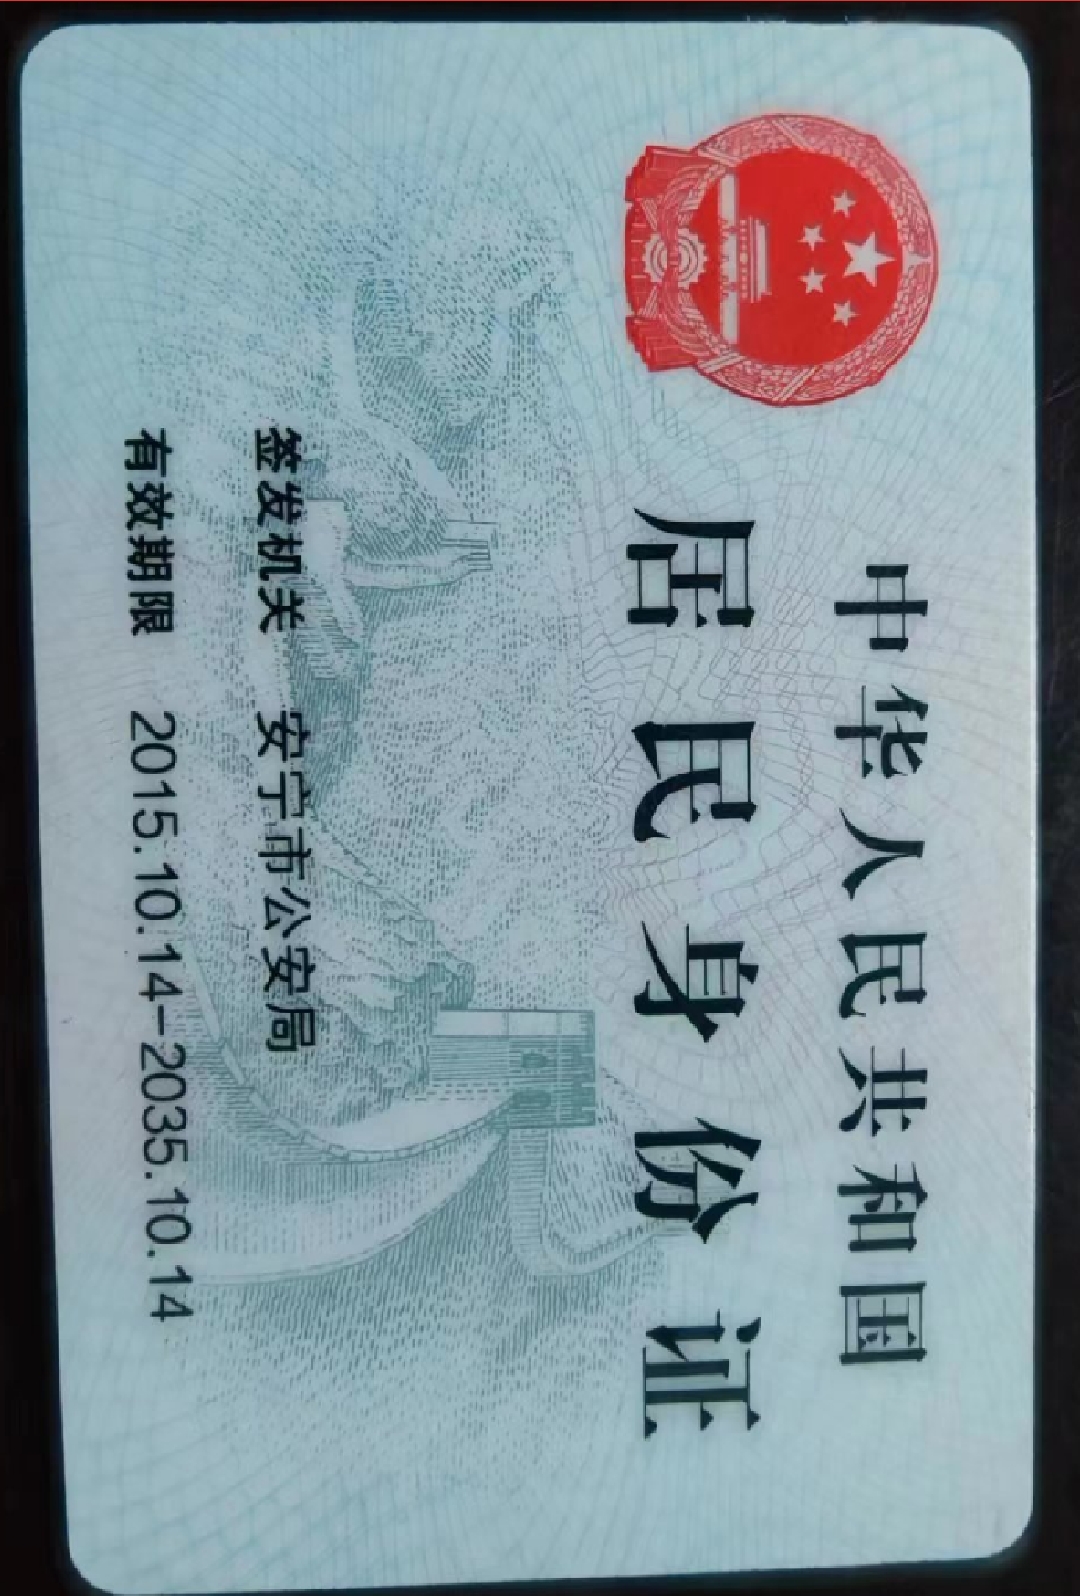 中华人民共和国
居民身份证
签发机关 安宁市公安局
有效期限 2015.10.14-2035.10.14